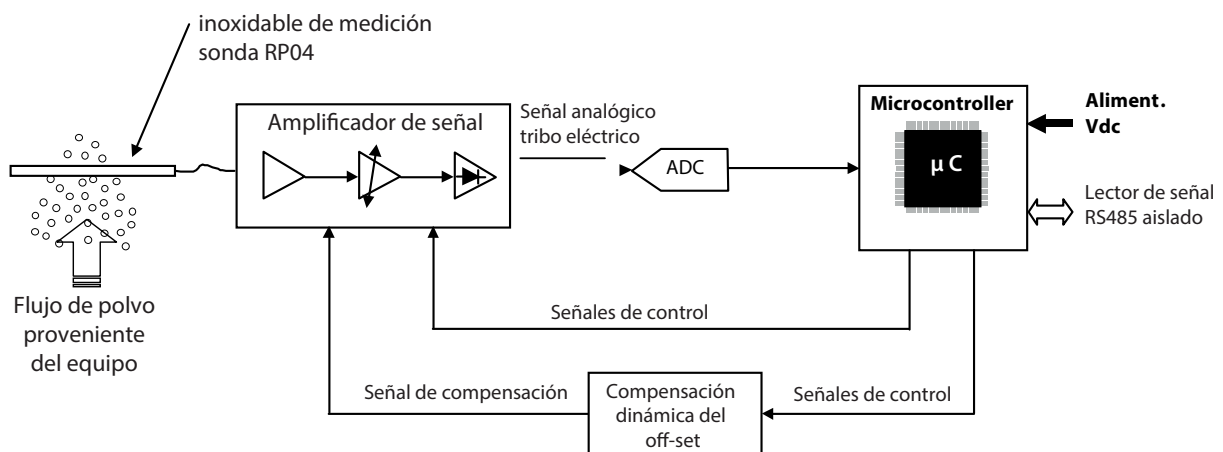 inoxidable de medición
sonda RP04
Amplificador de señal
Señal analógico
tribo eléctrico
ADC
Microcontroller
µ C
Aliment.
Vdc
Lector de señal
RS485 aislado
Flujo de polvo
proveniente
del equipo
Señales de control
Señal de compensación
Compensación
dinámica del
off-set
Señales de control